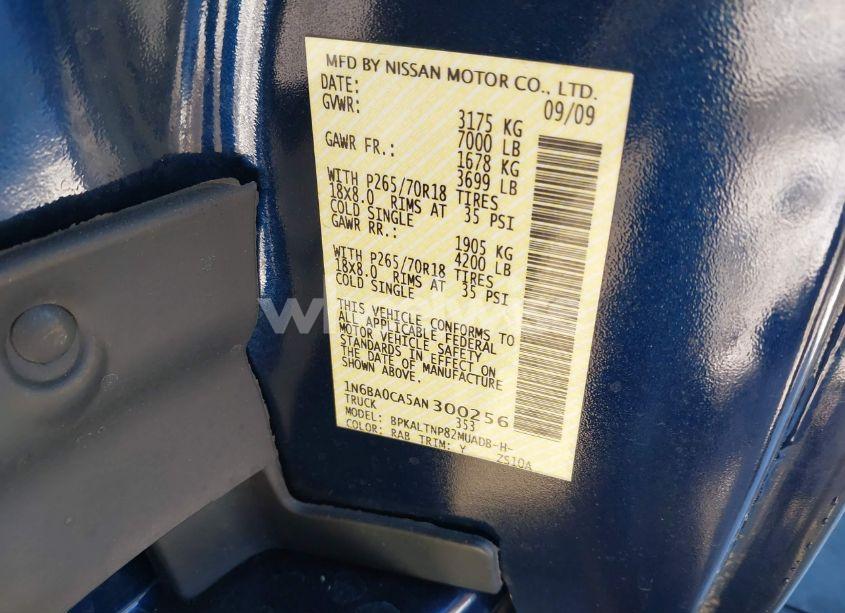 MFD BY NISSAN MOTOR CO., LTD.
DATE: 09/09
GVWR: 3175 KG
7000 LB
GAWR FR.: 1678 KG
3699 LB
WITH P265/70R18 TIRES
18X8.0 RIMS AT 35 PSI
COLD SINGLE
GAWR RR.: 1905 KG
4200 LB
WITH P265/70R18 TIRES
18X8.0 RIMS AT 35 PSI
COLD SINGLE
THIS VEHICLE CONFORMS TO
ALL APPLICABLE FEDERAL
MOTOR VEHICLE SAFETY
STANDARDS IN EFFECT ON
THE DATE OF MANUFACTURE
SHOWN ABOVE.
1N6BA0CA5AN300256
TRUCK 353
MODEL: BPKALTNP82MUADB-H-
COLOR: RAB TRIM: Y ZS10A